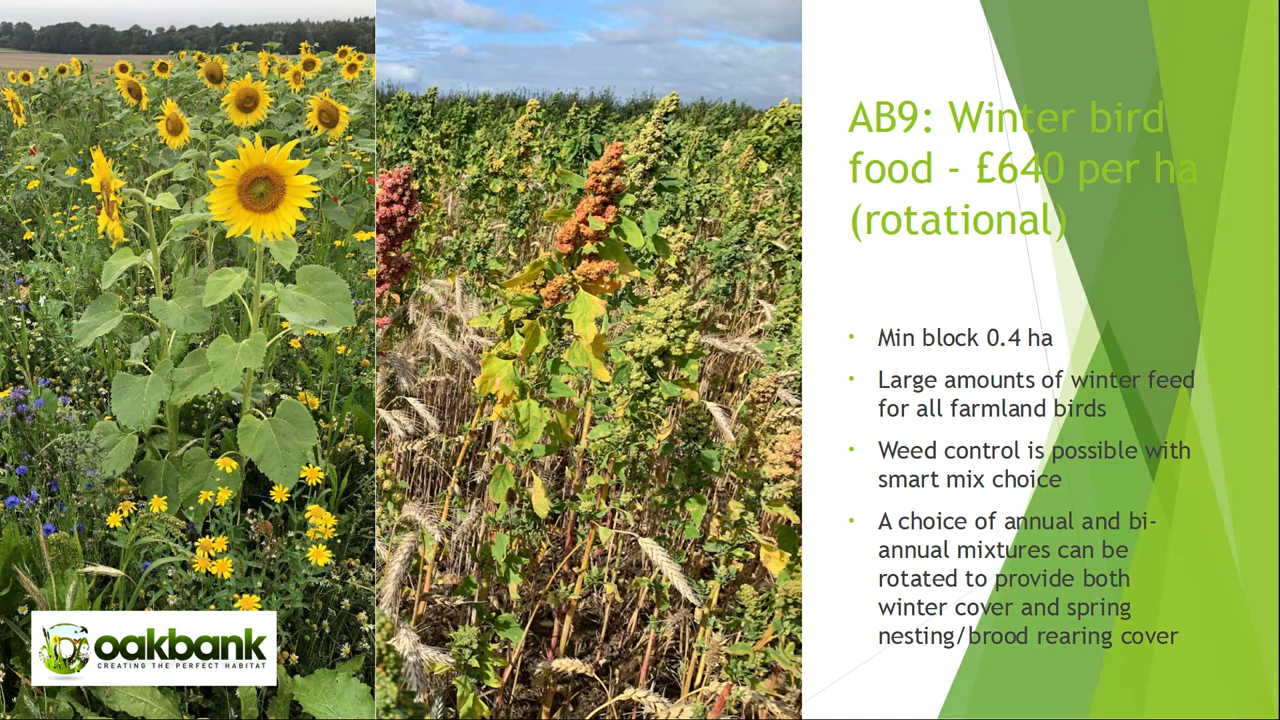 AB9: Winter bird
food - £640 per ha
(rotational)
• Min block 0.4 ha
• Large amounts of winter feed
for all farmland birds
• Weed control is possible with
smart mix choice
• A choice of annual and bi-
annual mixtures can be
rotated to provide both
winter cover and spring
nesting/brood rearing cover
oakbank
CREATING THE PERFECT HABITAT